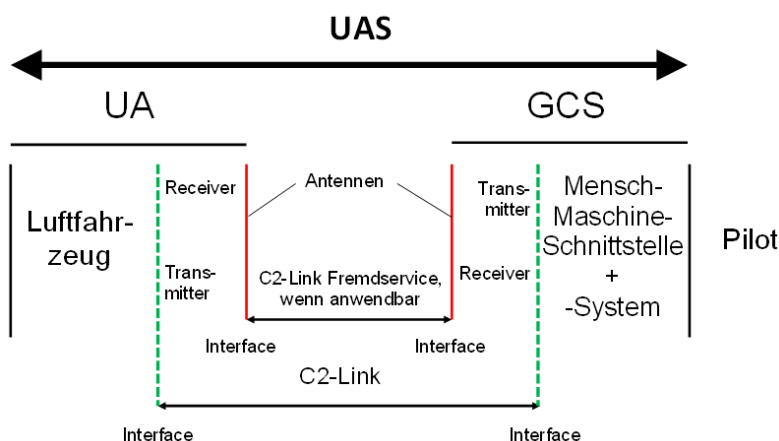 UAS
UA
GCS
Receiver
Antennen
Trans-
mitter
Mensch-
Maschine-
Schnittstelle
+
-System
Luftfahr-
zeug
Pilot
Trans-
mitter
C2-Link Fremdservice,
wenn anwendbar
Receiver
Interface
Interface
C2-Link
Interface
Interface